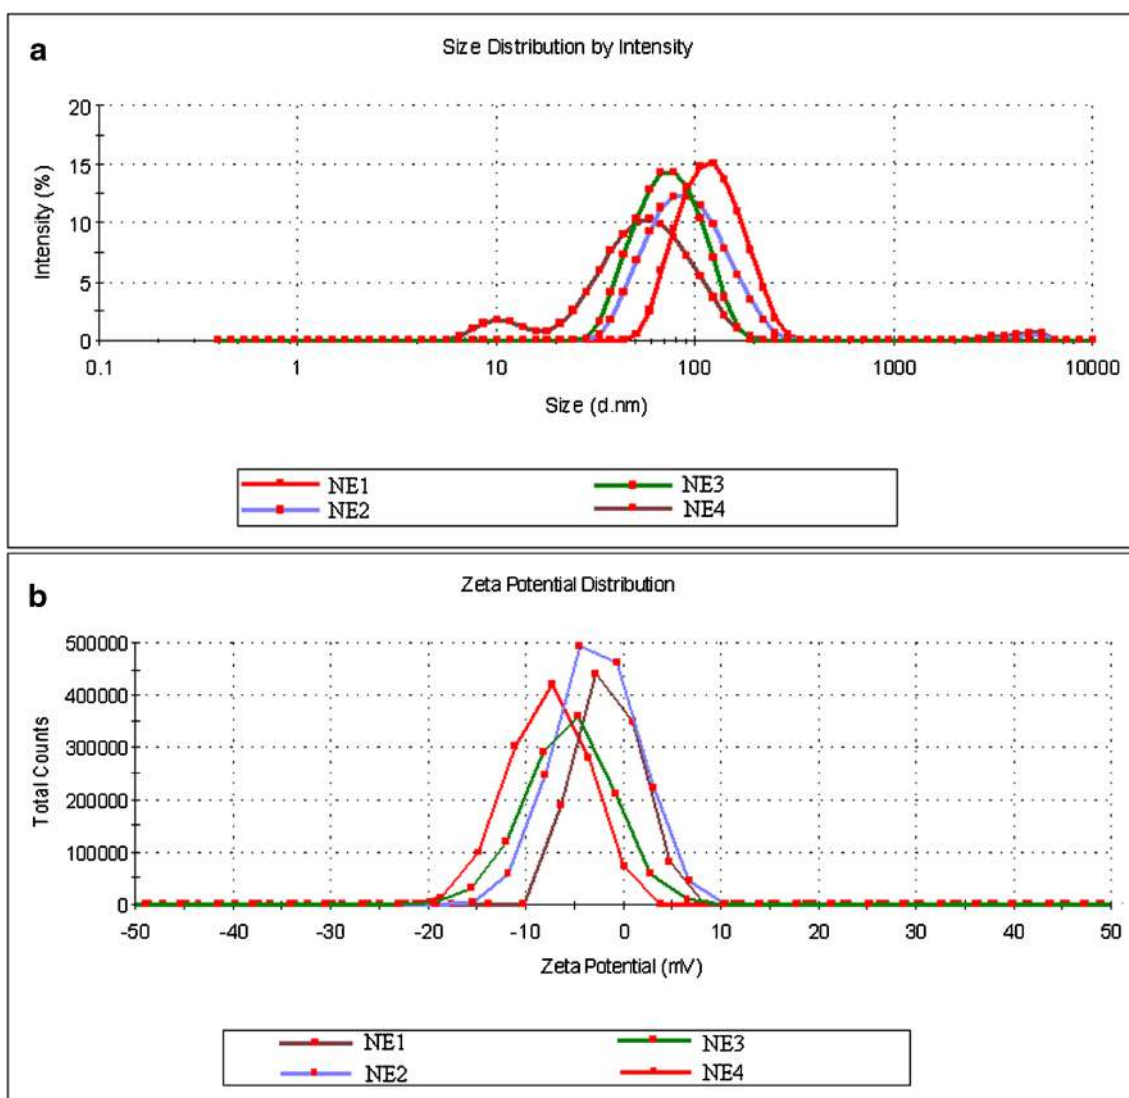 a
Size Distribution by Intensity
20
15
10
5
0
Intensity (%)
0.1 1 10 100 1000 10000
Size (d.nm)
NE1 NE3
NE2 NE4
b
Zeta Potential Distribution
500000
400000
300000
200000
100000
0
Total Counts
-50 -40 -30 -20 -10 0 10 20 30 40 50
Zeta Potential (mV)
NE1 NE3
NE2 NE4